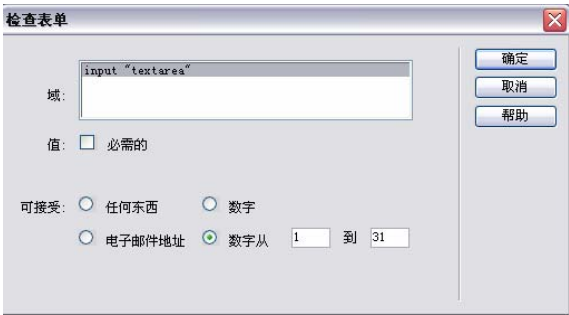 检查表单
域:
input "textarea"
确定
取消
帮助
值: 必需的
可接受: 任何东西 数字
电子邮件地址 数字从 1 到 31